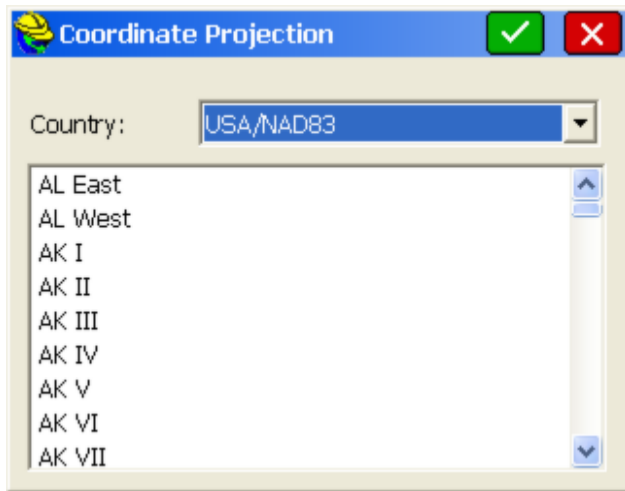 Coordinate Projection
Country: USA/NAD83
AL East
AL West
AK I
AK II
AK III
AK IV
AK V
AK VI
AK VII